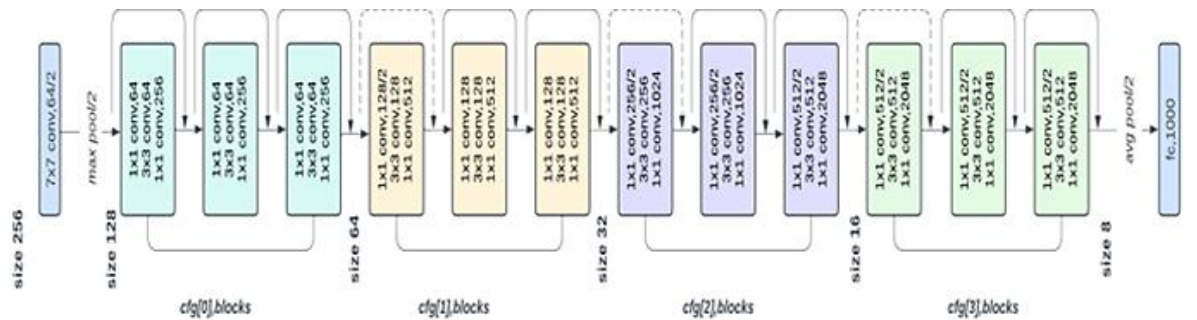 size 256
7x7 conv,64/2
max pool/2
size 128
1x1 conv,64
3x3 conv,64
1x1 conv,256
1x1 conv,64
3x3 conv,64
1x1 conv,256
1x1 conv,64
3x3 conv,64
1x1 conv,256
cfg[0],blocks
size 64
1x1 conv,128/2
3x3 conv,128
1x1 conv,512
1x1 conv,128
3x3 conv,128
1x1 conv,512
1x1 conv,128
3x3 conv,128
1x1 conv,512
cfg[1],blocks
size 32
1x1 conv,256/2
3x3 conv,256
1x1 conv,1024
1x1 conv,256/2
3x3 conv,256
1x1 conv,1024
1x1 conv,512/2
3x3 conv,512
1x1 conv,2048
cfg[2],blocks
size 16
1x1 conv,512/2
3x3 conv,512
1x1 conv,2048
1x1 conv,512/2
3x3 conv,512
1x1 conv,2048
1x1 conv,512/2
3x3 conv,512
1x1 conv,2048
cfg[3],blocks
size 8
avg pool/2
fc,1000